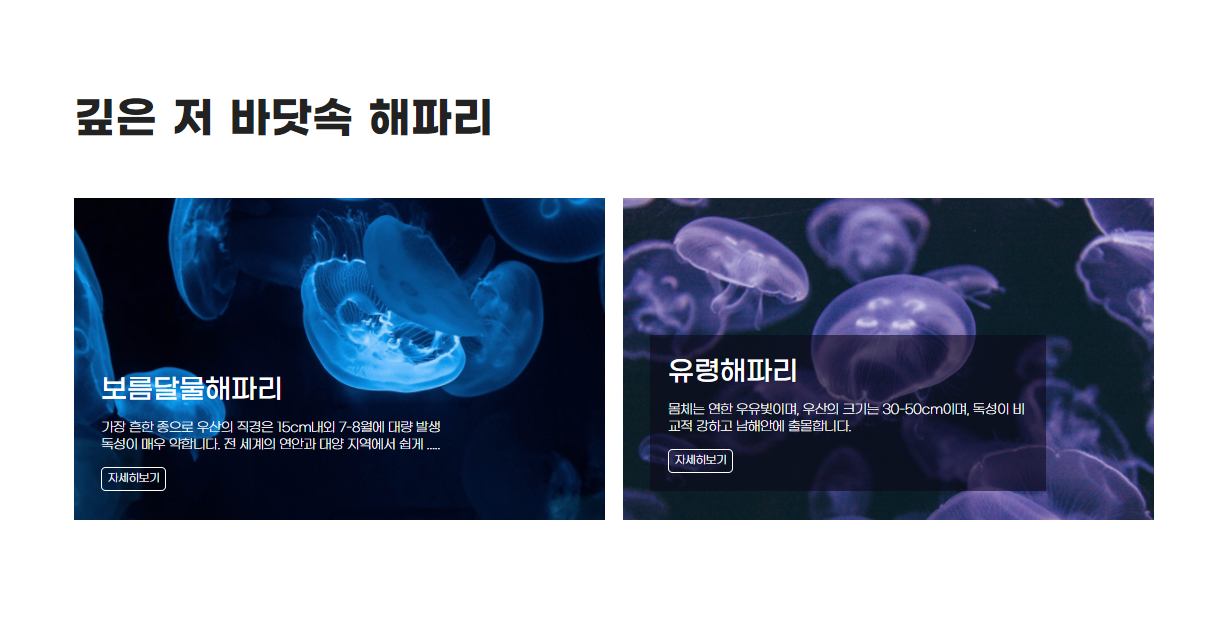 깊은 저 바닷속 해파리
보름달물해파리
가장 흔한 종으로 우산의 직경은 15cm내외 7-8월에 대량 발생
독성이 매우 약합니다. 전 세계의 연안과 대양 지역에서 쉽게 .....
자세히보기
유령해파리
몸체는 연한 우유빛이며, 우산의 크기는 30-50cm이며, 독성이 비
교적 강하고 남해안에 출몰합니다.
자세히보기